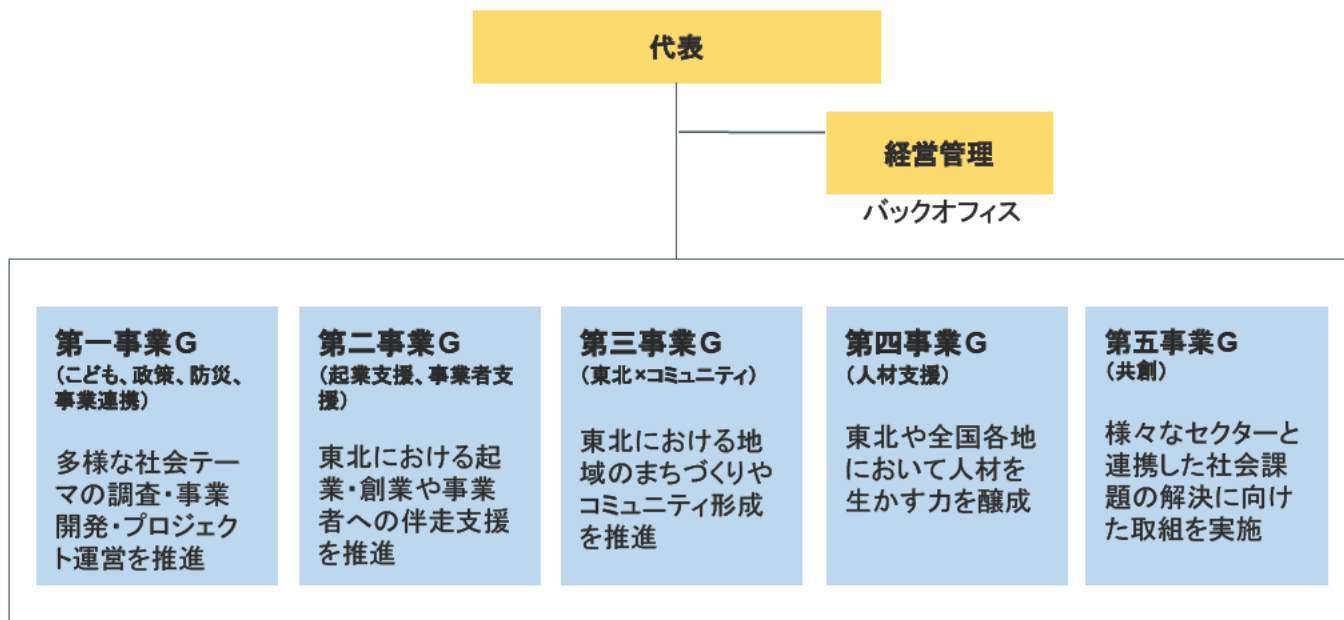 代表
経営管理
バックオフィス
第一事業G
(こども、政策、防災、
事業連携)
多様な社会テー
マの調査・事業
開発・プロジェク
ト運営を推進
第二事業G
(起業支援、事業者支
援)
東北における起
業・創業や事業
者への伴走支援
を推進
第三事業G
(東北×コミュニティ)
東北における地
域のまちづくりや
コミュニティ形成
を推進
第四事業G
(人材支援)
東北や全国各地
において人材を
生かす力を醸成
第五事業G
(共創)
様々なセクターと
連携した社会課
題の解決に向け
た取組を実施